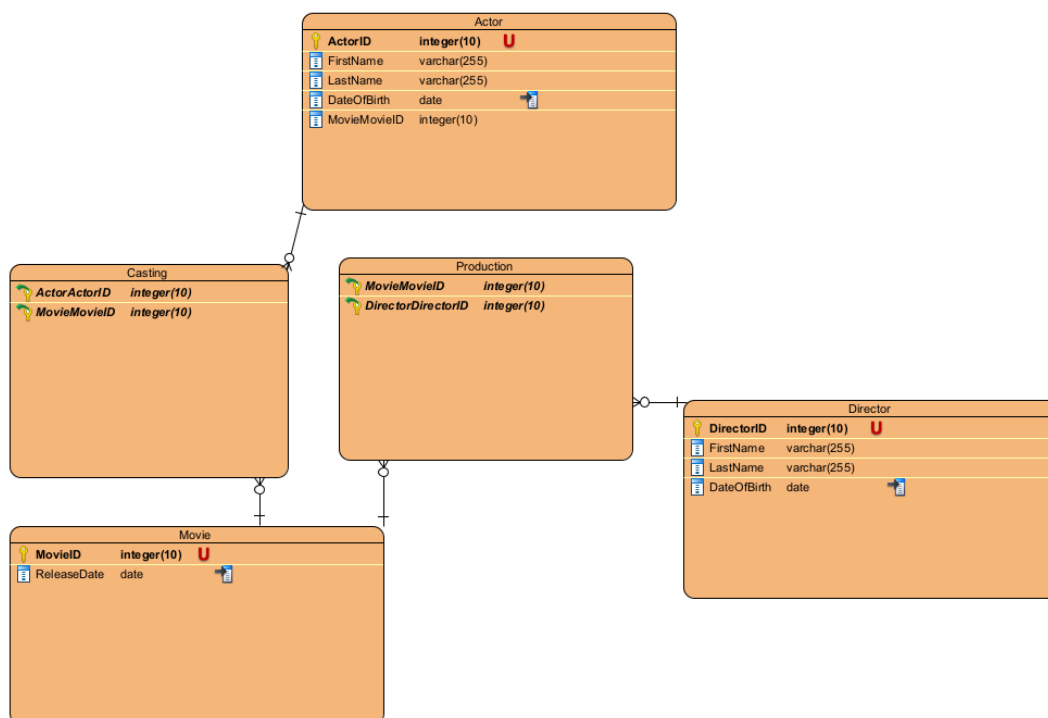 Actor
ActorID integer(10) U
FirstName varchar(255)
LastName varchar(255)
DateOfBirth date
MovieMovieID integer(10)
Casting
ActorActorID integer(10)
MovieMovieID integer(10)
Production
MovieMovieID integer(10)
DirectorDirectorID integer(10)
Director
DirectorID integer(10) U
FirstName varchar(255)
LastName varchar(255)
DateOfBirth date
Movie
MovieID integer(10) U
ReleaseDate date